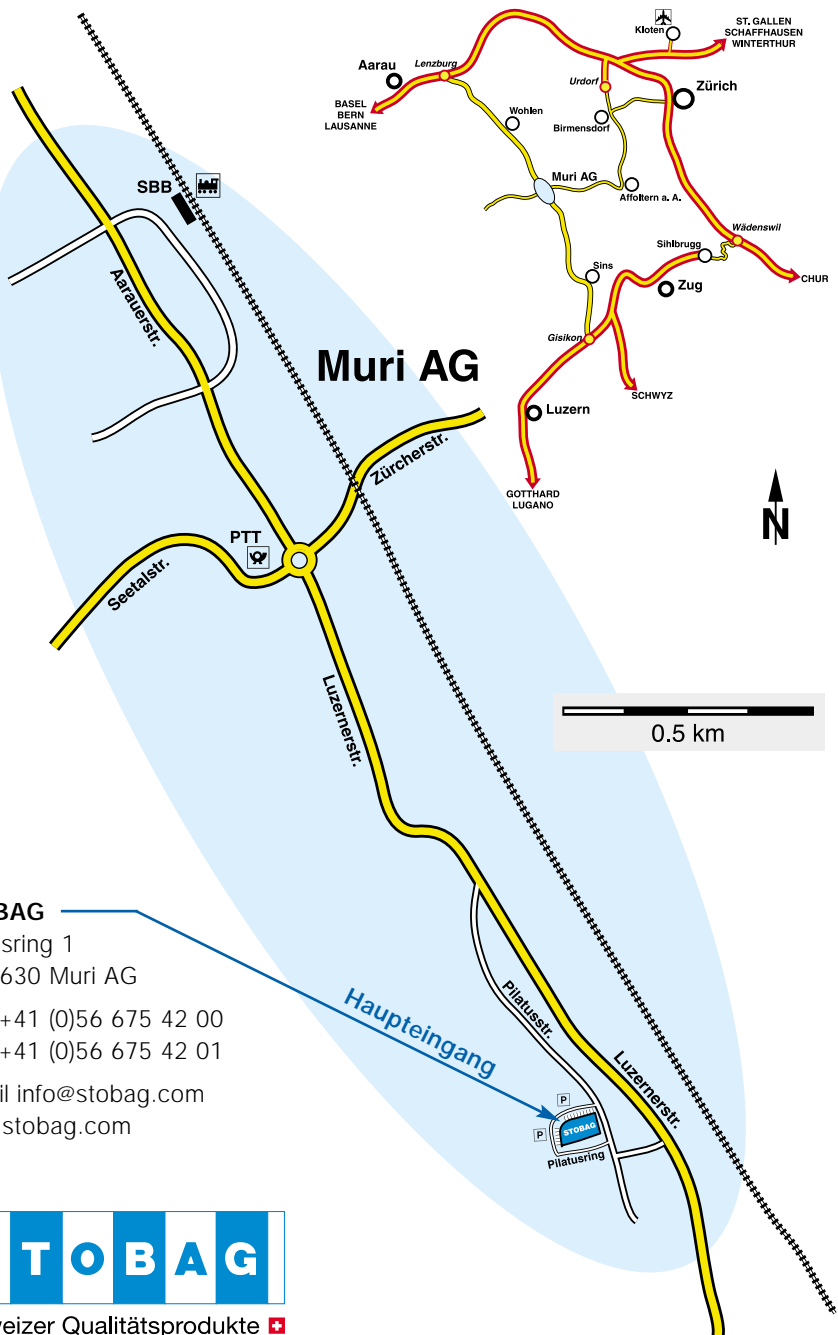 Kloten
ST. GALLEN
SCHAFFHAUSEN
WINTERTHUR
Aarau
Lenzburg
Urdorf
Zürich
BASEL
BERN
LAUSANNE
Wohlen
Birmensdorf
Muri AG
Affoltern a. A.
Wädenswil
Sihlbrugg
Sins
Zug
CHUR
Gisikon
SCHWYZ
Luzern
GOTTHARD
LUGANO
N
SBB
Aarauerstr.
Muri AG
Zürcherstr.
PTT
Seetalstr.
Luzernerstr.
0.5 km
BAG
sring 1
630 Muri AG
+41 (0)56 675 42 00
+41 (0)56 675 42 01
il info@stobag.com
stobag.com
Haupteingang
Pilatusstr.
Luzernerstr.
P
P
STOBAG
Pilatusring
TOBAG
eizer Qualitätsprodukte